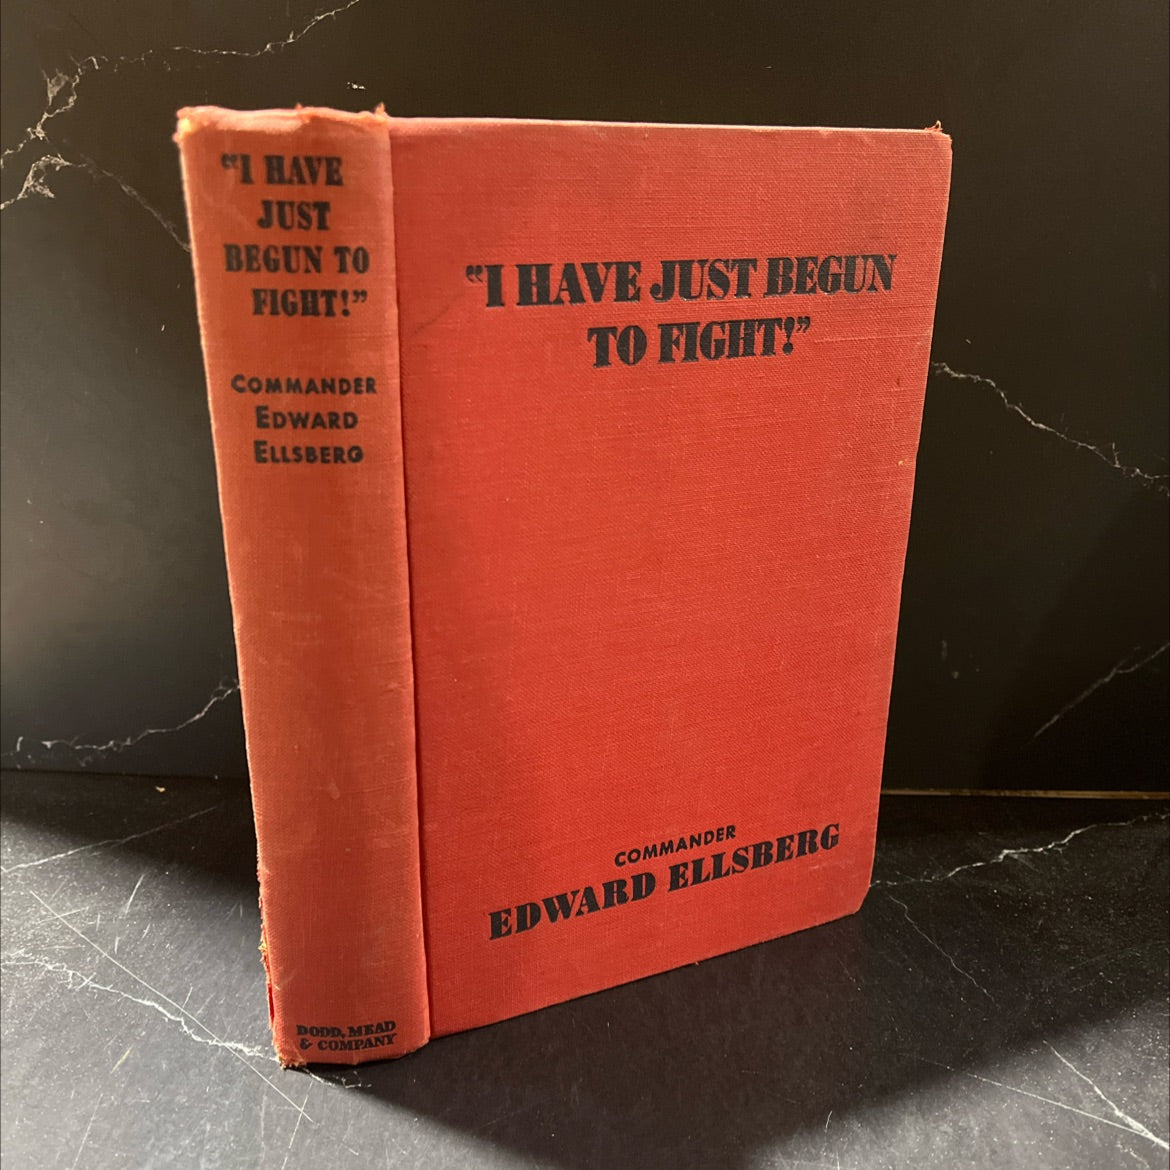 “I HAVE
JUST
BEGUN TO
FIGHT!”
COMMANDER
EDWARD
ELLSBERG
DODD, MEAD
& COMPANY
“I HAVE JUST BEGUN
TO FIGHT!”
COMMANDER
EDWARD ELLSBERG